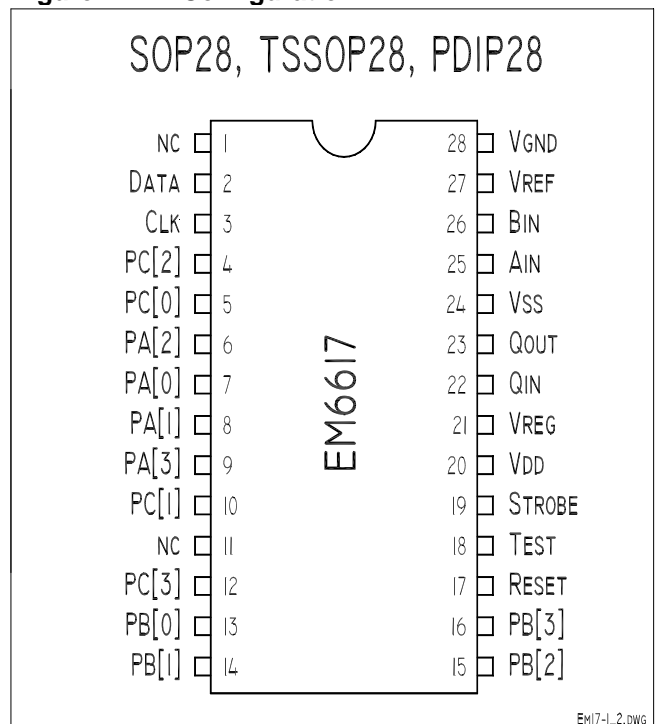 SOP28, TSSOP28, PDIP28
NC 1 28 VGND
DATA 2 27 VREF
CLK 3 26 BIN
PC[2] 4 25 AIN
PC[0] 5 24 VSS
PA[2] 6 23 QOUT
PA[0] 7 22 QIN
PA[1] 8 21 VREG
PA[3] 9 20 VDD
PC[1] 10 19 STROBE
NC 11 18 TEST
PC[3] 12 17 RESET
PB[0] 13 16 PB[3]
PB[1] 14 15 PB[2]
EM6617
EM17-1_2.DWG